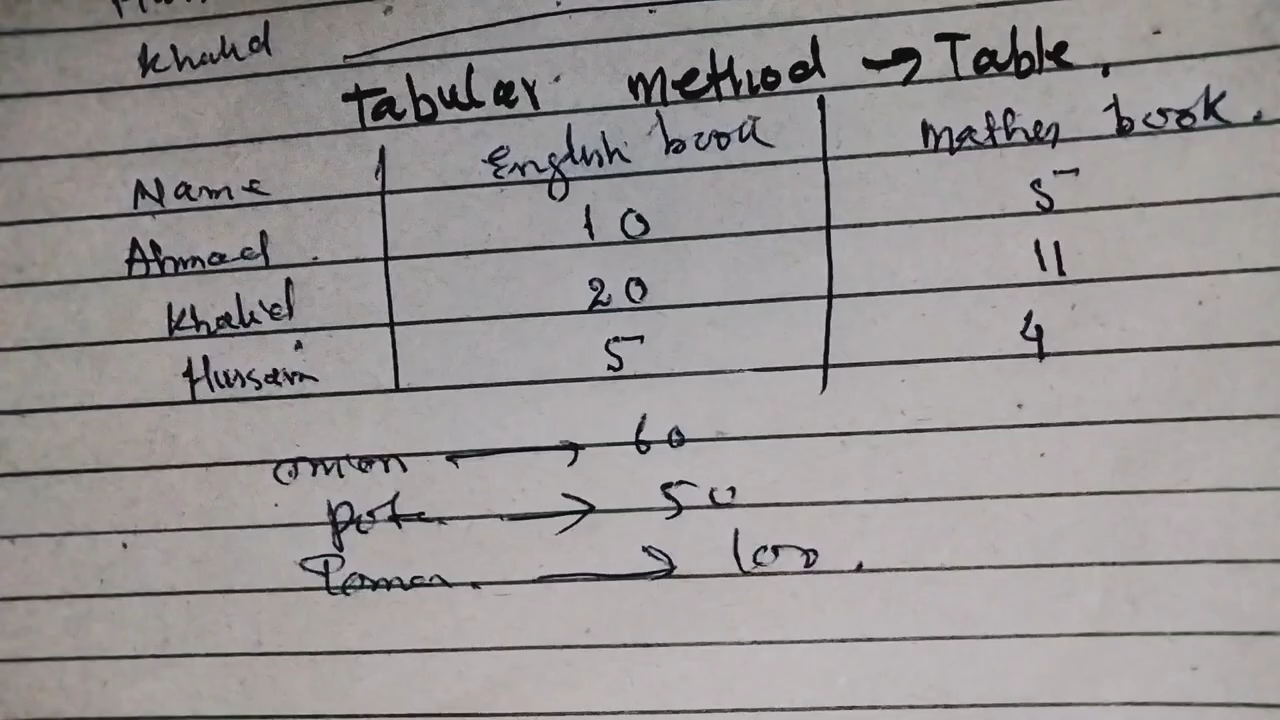 Khalid
Tabular method → Table.
Name English book mathes book.
Ahmad 10 5
Khalid 20 11
Hussain 5 4
onion → 60
pota → 50
Tomao. → 100.